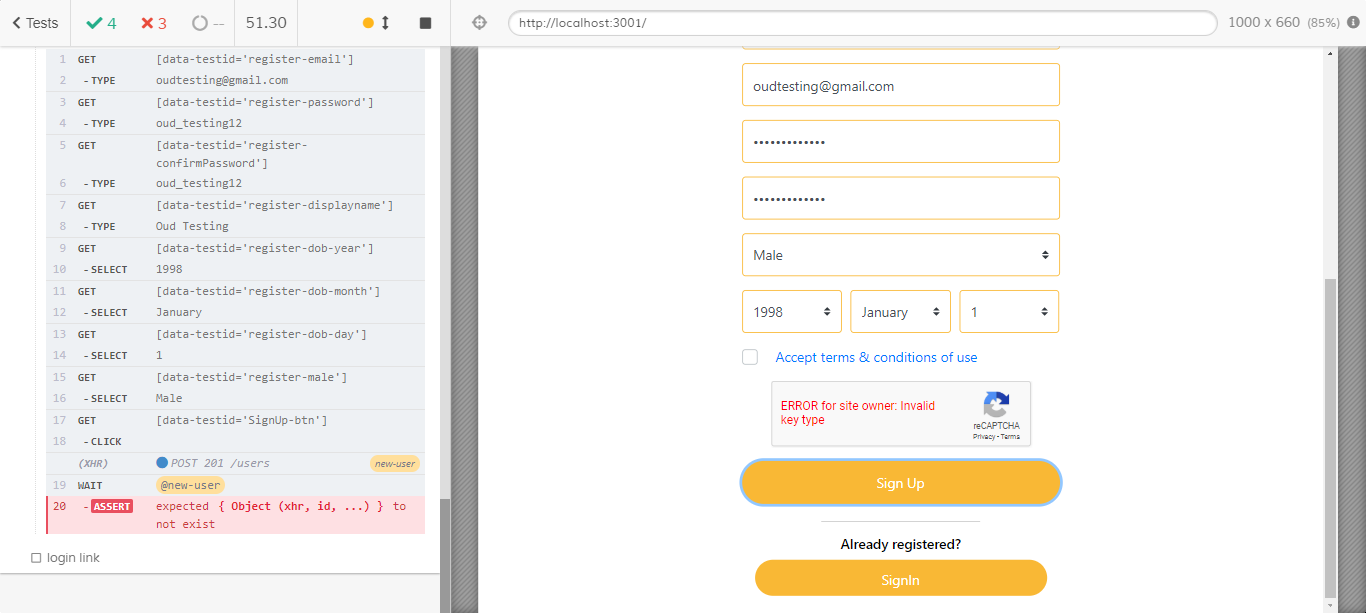 Tests 4 3 -- 51.30
http://localhost:3001/ 1000 x 660 (85%)
1 GET [data-testid='register-email']
2 -TYPE oudtesting@gmail.com
3 GET [data-testid='register-password']
4 -TYPE oud_testing12
5 GET [data-testid='register-
confirmPassword']
6 -TYPE oud_testing12
7 GET [data-testid='register-displayname']
8 -TYPE Oud Testing
9 GET [data-testid='register-dob-year']
10 -SELECT 1998
11 GET [data-testid='register-dob-month']
12 -SELECT January
13 GET [data-testid='register-dob-day']
14 -SELECT 1
15 GET [data-testid='register-male']
16 -SELECT Male
17 GET [data-testid='SignUp-btn']
18 -CLICK
(XHR) POST 201 /users new-user
19 WAIT @new-user
20 -ASSERT expected { Object (xhr, id, ...) } to
not exist
login link
oudtesting@gmail.com
•••••••••••••
•••••••••••••
Male
1998 January 1
Accept terms & conditions of use
ERROR for site owner: Invalid
key type
reCAPTCHA
Privacy - Terms
Sign Up
Already registered?
SignIn